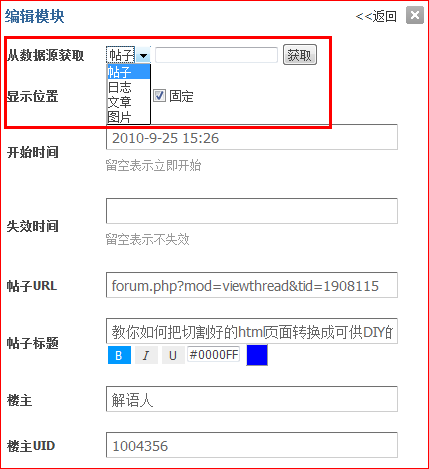 编辑模块 <<返回
从数据源获取 帖子 获取
帖子
日志
显示位置 文章 固定
图片
开始时间 2010-9-25 15:26
留空表示立即开始
失效时间
留空表示不失效
帖子URL forum.php?mod=viewthread&tid=1908115
帖子标题 教你如何把切割好的html页面转换成可供DIY的
B I U #0000FF
楼主 解语人
楼主UID 1004356